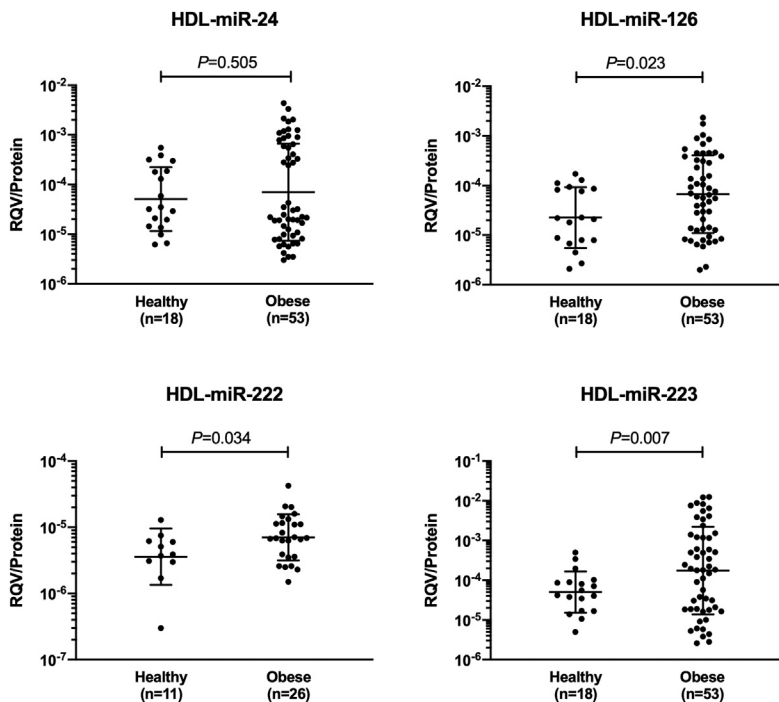 HDL-miR-24
P=0.505
RQV/Protein
10-2
10-3
10-4
10-5
10-6
Healthy
(n=18)
Obese
(n=53)
HDL-miR-126
P=0.023
RQV/Protein
10-2
10-3
10-4
10-5
10-6
Healthy
(n=18)
Obese
(n=53)
HDL-miR-222
P=0.034
RQV/Protein
10-4
10-5
10-6
10-7
Healthy
(n=11)
Obese
(n=26)
HDL-miR-223
P=0.007
RQV/Protein
10-1
10-2
10-3
10-4
10-5
10-6
Healthy
(n=18)
Obese
(n=53)